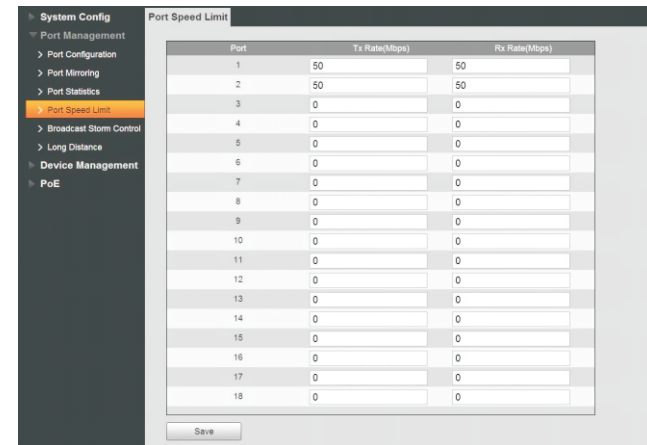 System Config
Port Management
Port Configuration
Port Mirroring
Port Statistics
Port Speed Limit
Broadcast Storm Control
Long Distance
Device Management
PoE
Port Speed Limit
Port Tx Rate(Mbps) Rx Rate(Mbps)
1 50 50
2 50 50
3 0 0
4 0 0
5 0 0
6 0 0
7 0 0
8 0 0
9 0 0
10 0 0
11 0 0
12 0 0
13 0 0
14 0 0
15 0 0
16 0 0
17 0 0
18 0 0
Save